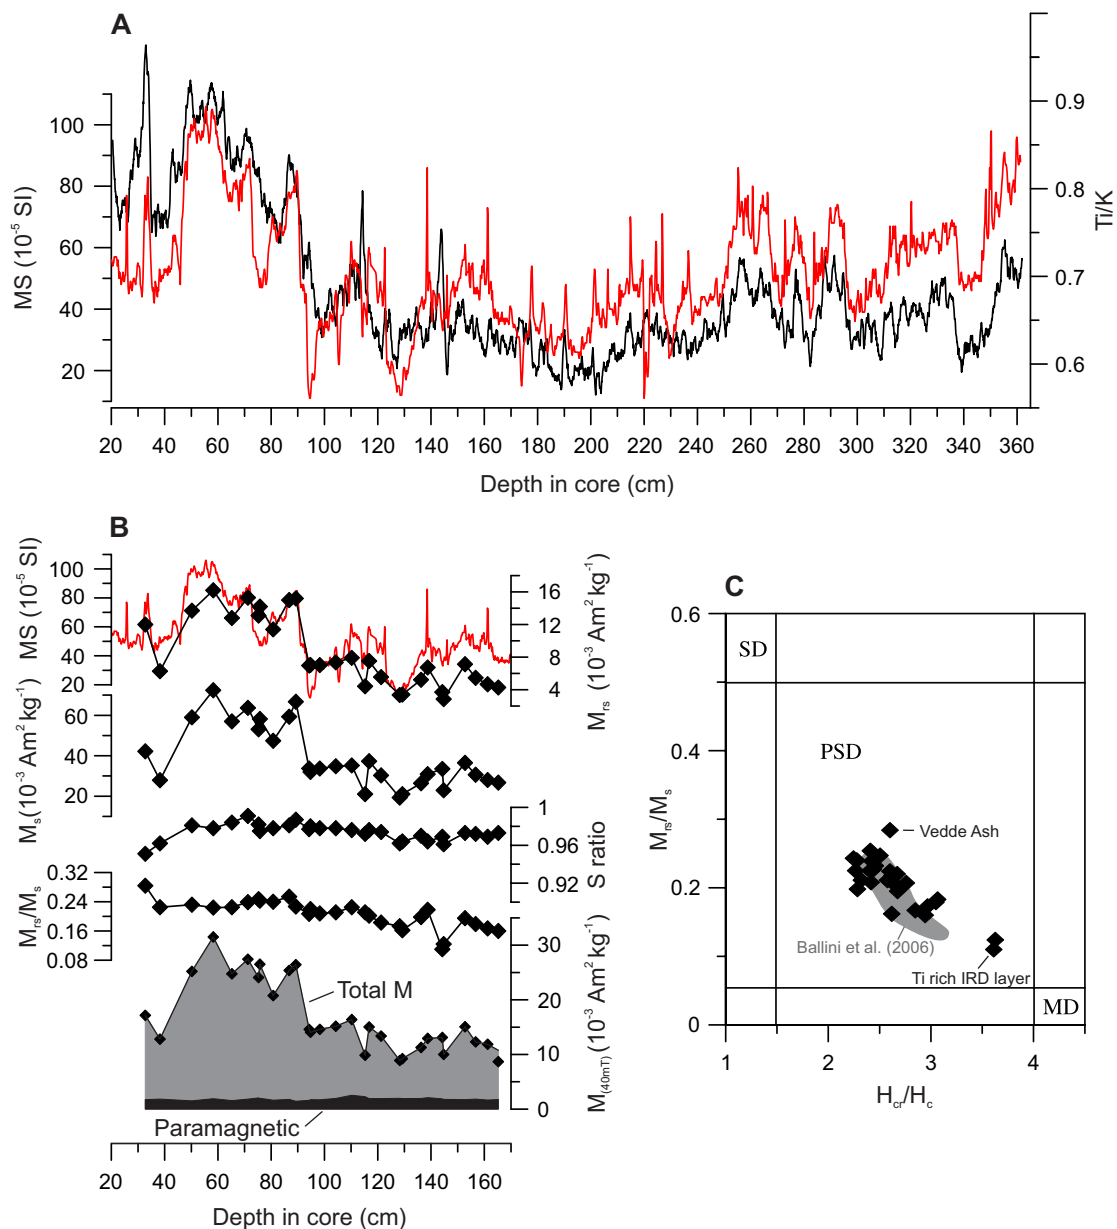 A
MS (10⁻⁵ SI)
100
80
60
40
20
0.9
0.8
0.7
0.6
Ti/K
20 40 60 80 100 120 140 160 180 200 220 240 260 280 300 320 340 360
Depth in core (cm)
B
MS (10⁻⁵ SI)
100
80
60
40
20
16
12
8
4
Mrs (10⁻³ Am² kg⁻¹)
Ms (10⁻³ Am² kg⁻¹)
60
40
20
1
0.96
0.92
S ratio
Mrs/Ms
0.32
0.24
0.16
0.08
30
20
10
0
M(40mT) (10⁻³ Am² kg⁻¹)
Total M
Paramagnetic
20 40 60 80 100 120 140 160
Depth in core (cm)
C
Mrs/Ms
0.6
0.4
0.2
0
SD
PSD
Vedde Ash
Ballini et al. (2006)
Ti rich IRD layer
MD
1 2 3 4
Hcr/Hc